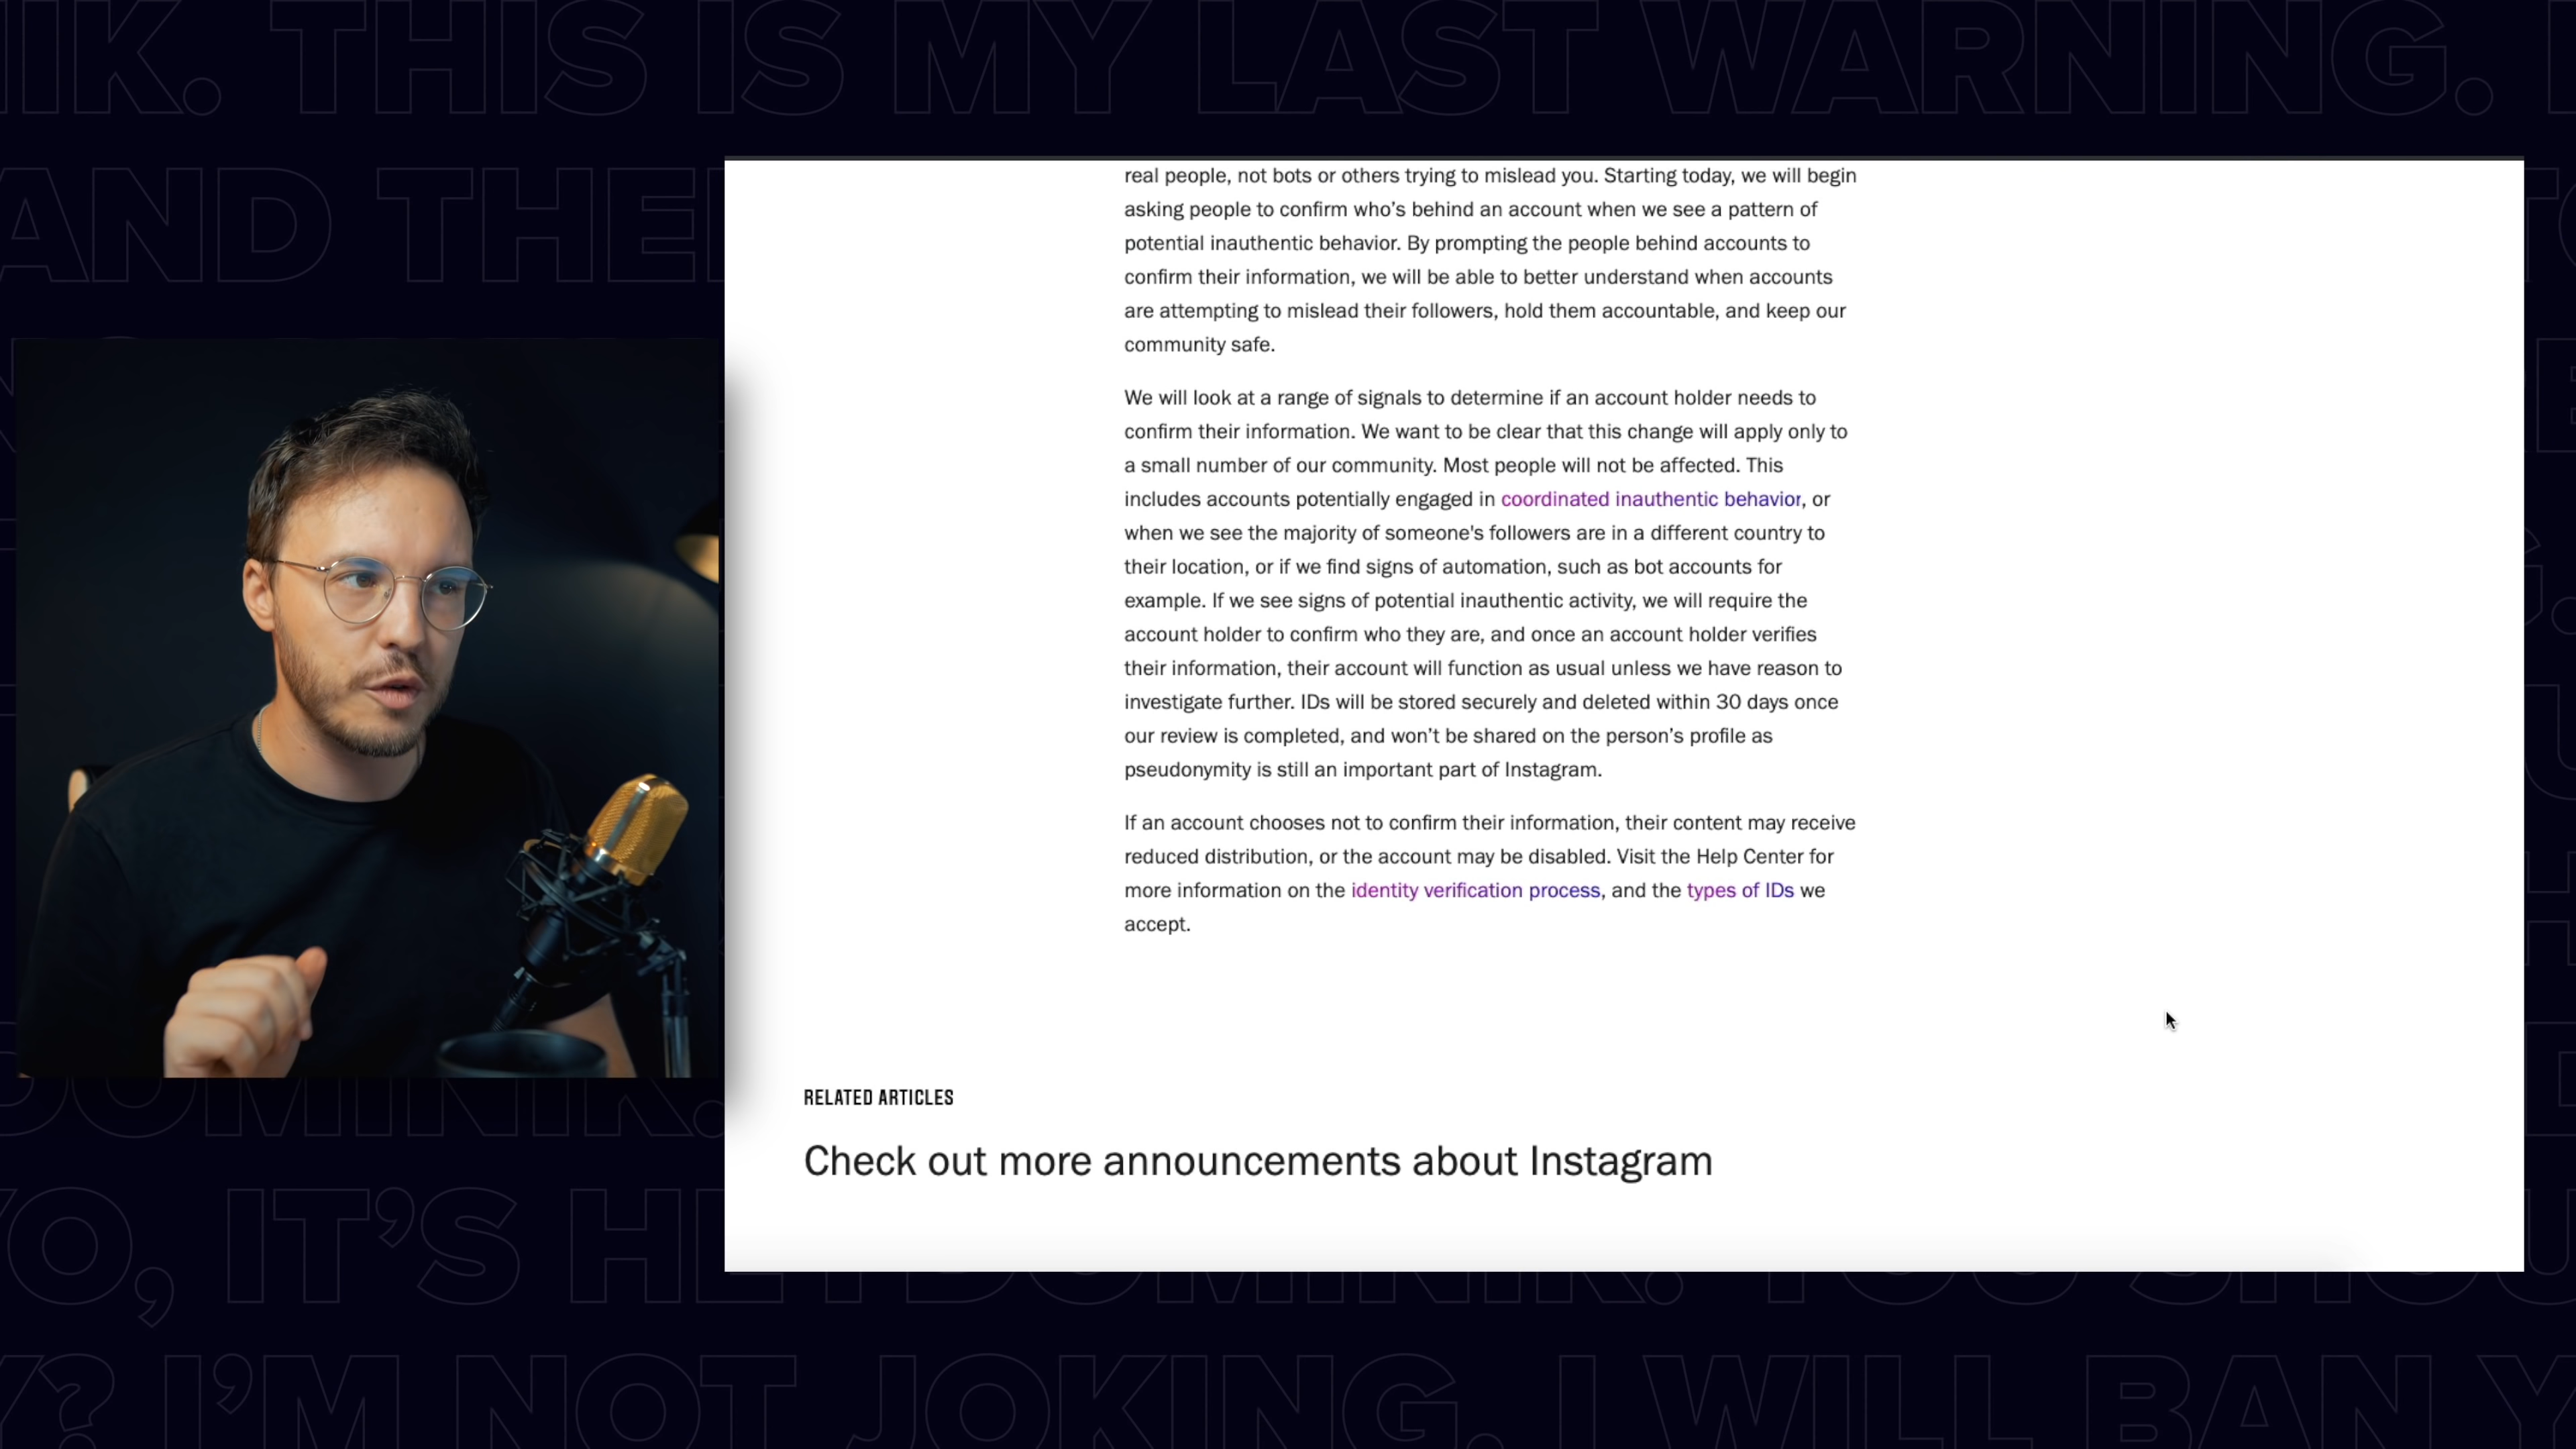 IK. THIS IS MY LAST WARNING.
AND THE
real people, not bots or others trying to mislead you. Starting today, we will begin
asking people to confirm who’s behind an account when we see a pattern of
potential inauthentic behavior. By prompting the people behind accounts to
confirm their information, we will be able to better understand when accounts
are attempting to mislead their followers, hold them accountable, and keep our
community safe.
We will look at a range of signals to determine if an account holder needs to
confirm their information. We want to be clear that this change will apply only to
a small number of our community. Most people will not be affected. This
includes accounts potentially engaged in coordinated inauthentic behavior, or
when we see the majority of someone's followers are in a different country to
their location, or if we find signs of automation, such as bot accounts for
example. If we see signs of potential inauthentic activity, we will require the
account holder to confirm who they are, and once an account holder verifies
their information, their account will function as usual unless we have reason to
investigate further. IDs will be stored securely and deleted within 30 days once
our review is completed, and won’t be shared on the person’s profile as
pseudonymity is still an important part of Instagram.
If an account chooses not to confirm their information, their content may receive
reduced distribution, or the account may be disabled. Visit the Help Center for
more information on the identity verification process, and the types of IDs we
accept.
RELATED ARTICLES
DOMINIK.
Check out more announcements about Instagram
YO, IT’S HEYDOMINIK. YOU SHOU
Y? I’M NOT JOKING. I WILL BAN Y